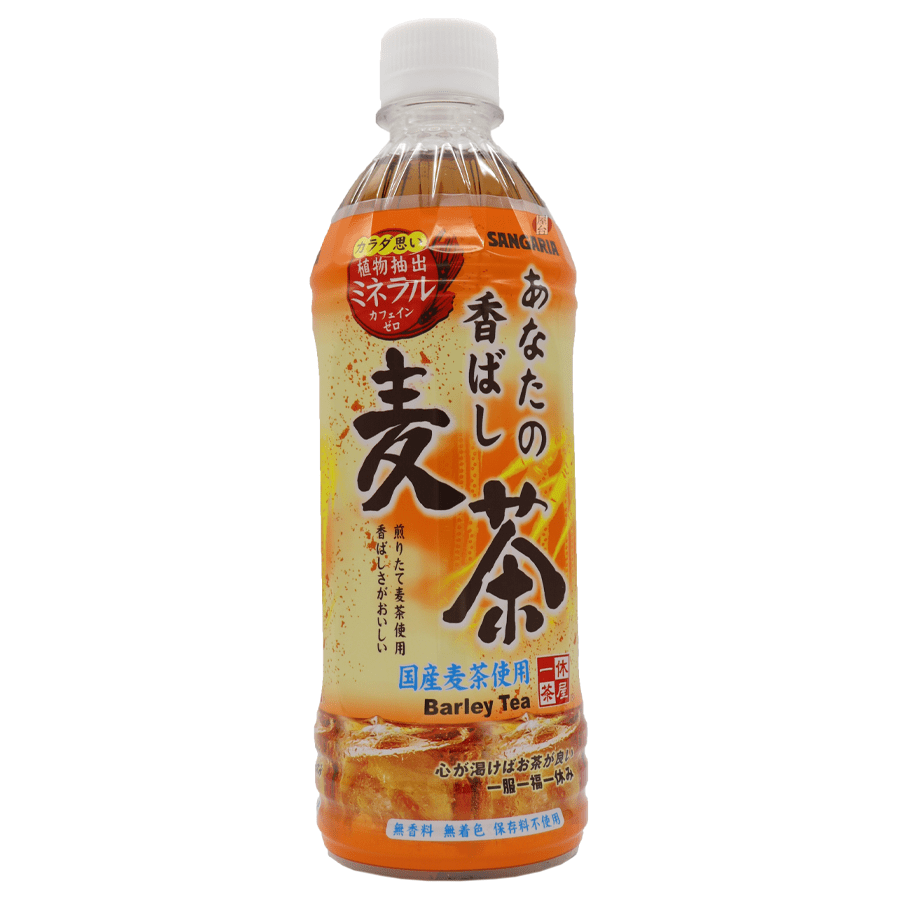 SANGARIA
カラダ思い
植物抽出
ミネラル
カフェイン
ゼロ
あなたの
香ばし
麦茶
煎りたて麦茶使用
香ばしさがおいしい
国産麦茶使用
Barley Tea
一休
茶屋
心が渇けばお茶が良い
一服一福一休み
無香料 無着色 保存料不使用